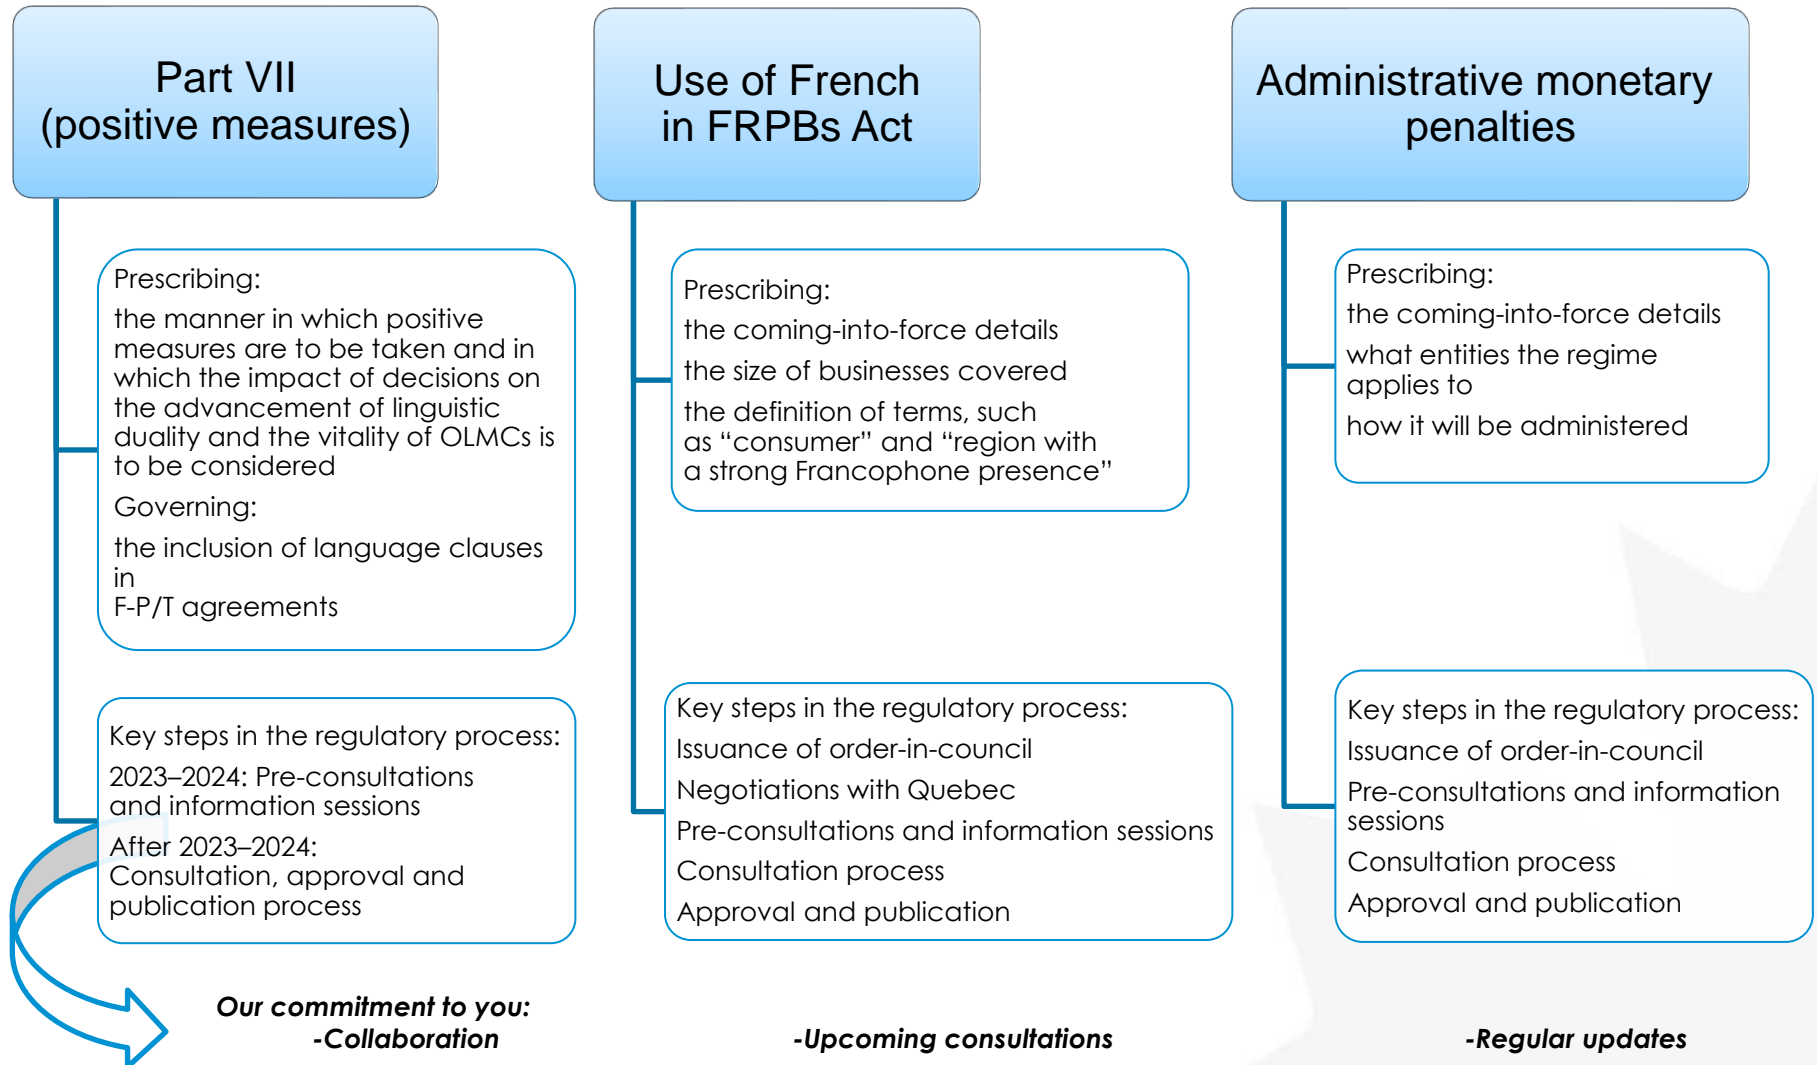 Part VII
(positive measures)
Prescribing:
the manner in which positive
measures are to be taken and in
which the impact of decisions on
the advancement of linguistic
duality and the vitality of OLMCs is
to be considered
Governing:
the inclusion of language clauses
in
F-P/T agreements
Key steps in the regulatory process:
2023–2024: Pre-consultations
and information sessions
After 2023–2024:
Consultation, approval and
publication process
Use of French
in FRPBs Act
Prescribing:
the coming-into-force details
the size of businesses covered
the definition of terms, such
as “consumer” and “region with
a strong Francophone presence”
Key steps in the regulatory process:
Issuance of order-in-council
Negotiations with Quebec
Pre-consultations and information sessions
Consultation process
Approval and publication
Administrative monetary
penalties
Prescribing:
the coming-into-force details
what entities the regime
applies to
how it will be administered
Key steps in the regulatory process:
Issuance of order-in-council
Pre-consultations and information
sessions
Consultation process
Approval and publication
Our commitment to you:
-Collaboration
-Upcoming consultations
-Regular updates